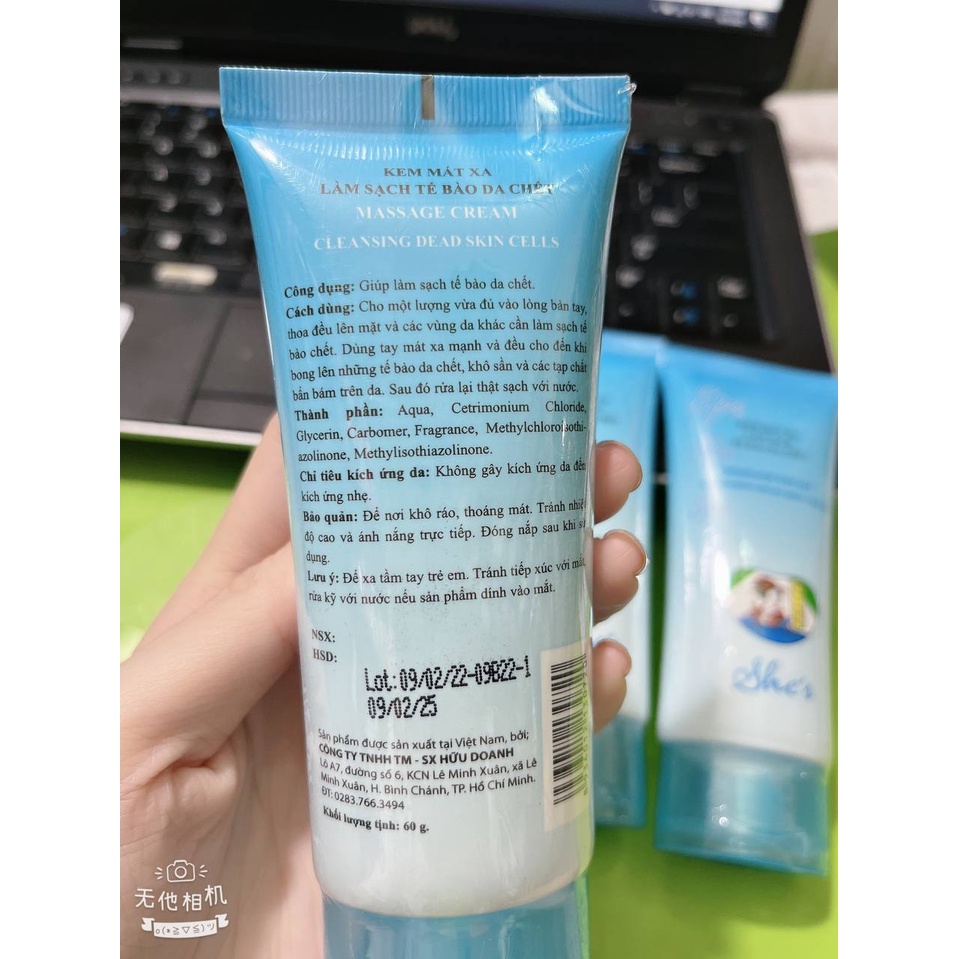 DELL
KEM MÁT XA
LÀM SẠCH TẾ BÀO DA CHẾT
MASSAGE CREAM
CLEANSING DEAD SKIN CELLS
Công dụng: Giúp làm sạch tế bào da chết.
Cách dùng: Cho một lượng vừa đủ vào lòng bàn tay,
thoa đều lên mặt và các vùng da khác cần làm sạch tế
bào chết. Dùng tay mát xa mạnh và đều cho đến khi
bong lên những tế bào da chết, khô sần và các tạp chất
bẩn bám trên da. Sau đó rửa lại thật sạch với nước.
Thành phần: Aqua, Cetrimonium Chloride,
Glycerin, Carbomer, Fragrance, Methylchloroisothi-
azolinone, Methylisothiazolinone.
Chỉ tiêu kích ứng da: Không gây kích ứng da đến
kích ứng nhẹ.
Bảo quản: Để nơi khô ráo, thoáng mát. Tránh nhiệt
độ cao và ánh nắng trực tiếp. Đóng nắp sau khi sử
dụng.
Lưu ý: Để xa tầm tay trẻ em. Tránh tiếp xúc với mắt,
rửa kỹ với nước nếu sản phẩm dính vào mắt.
NSX:
HSD:
Lot:09/02/22-09B22-1
09/02/25
Sản phẩm được sản xuất tại Việt Nam, bởi;
CÔNG TY TNHH TM - SX HỮU DOANH
Lô A7, đường số 6, KCN Lê Minh Xuân, xã Lê
Minh Xuân, H. Bình Chánh, TP. Hồ Chí Minh.
ĐT: 0283.766.3494
Khối lượng tịnh: 60 g.
She's
无他相机
o(*≧▽≦)ツ